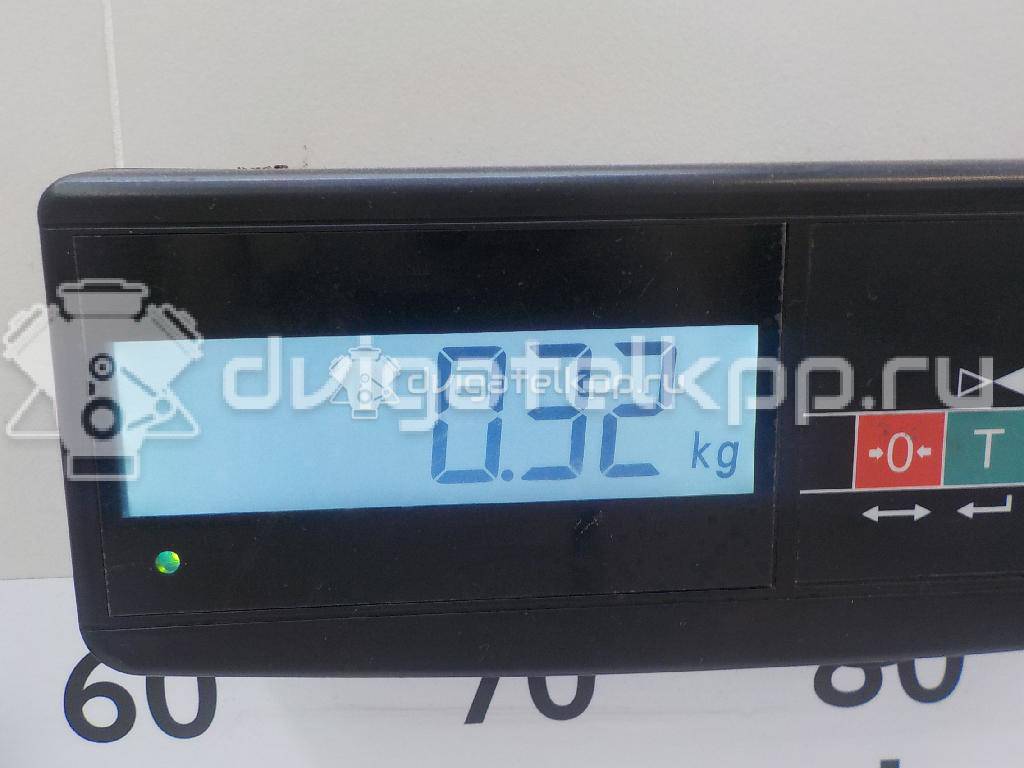 0.32 kg
dvigatelkpp.ru
dvigatelkpp.ru
→0← T
60 70 80